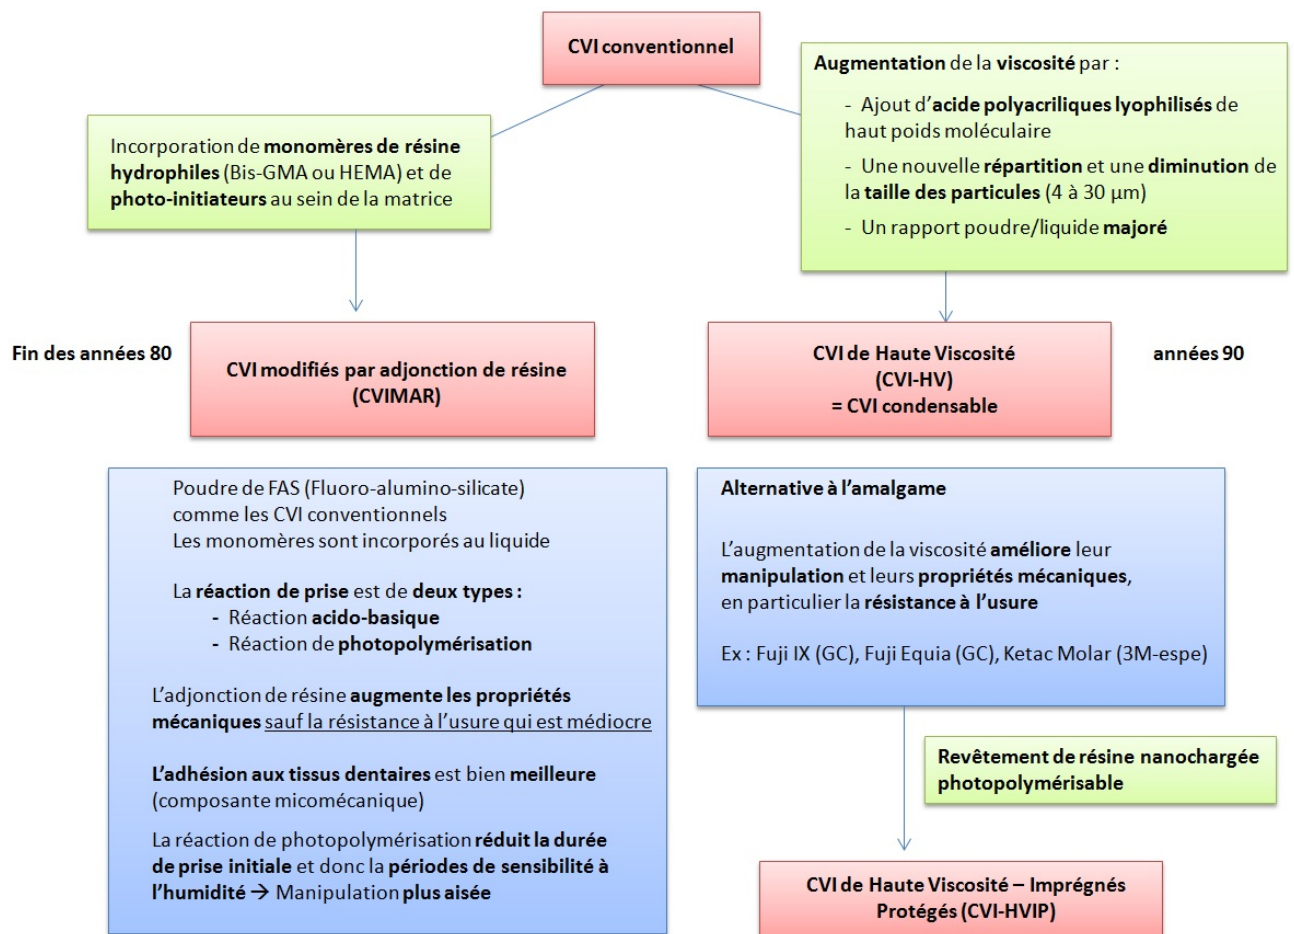 CVI conventionnel
Augmentation de la viscosité par :
- Ajout d'acide polyacriliques lyophilisés de
haut poids moléculaire
- Une nouvelle répartition et une diminution de
la taille des particules (4 à 30 µm)
- Un rapport poudre/liquide majoré
Incorporation de monomères de résine
hydrophiles (Bis-GMA ou HEMA) et de
photo-initiateurs au sein de la matrice
Fin des années 80
CVI modifiés par adjonction de résine
(CVIMAR)
CVI de Haute Viscosité
(CVI-HV)
= CVI condensable
années 90
Poudre de FAS (Fluoro-alumino-silicate)
comme les CVI conventionnels
Les monomères sont incorporés au liquide
La réaction de prise est de deux types :
- Réaction acido-basique
- Réaction de photopolymérisation
L'adjonction de résine augmente les propriétés
mécaniques sauf la résistance à l'usure qui est médiocre
L'adhésion aux tissus dentaires est bien meilleure
(composante micomécanique)
La réaction de photopolymérisation réduit la durée
de prise initiale et donc la périodes de sensibilité à
l'humidité → Manipulation plus aisée
Alternative à l'amalgame
L'augmentation de la viscosité améliore leur
manipulation et leurs propriétés mécaniques,
en particulier la résistance à l'usure
Ex : Fuji IX (GC), Fuji Equia (GC), Ketac Molar (3M-espe)
Revêtement de résine nanochargée
photopolymérisable
CVI de Haute Viscosité – Imprégnés
Protégés (CVI-HVIP)